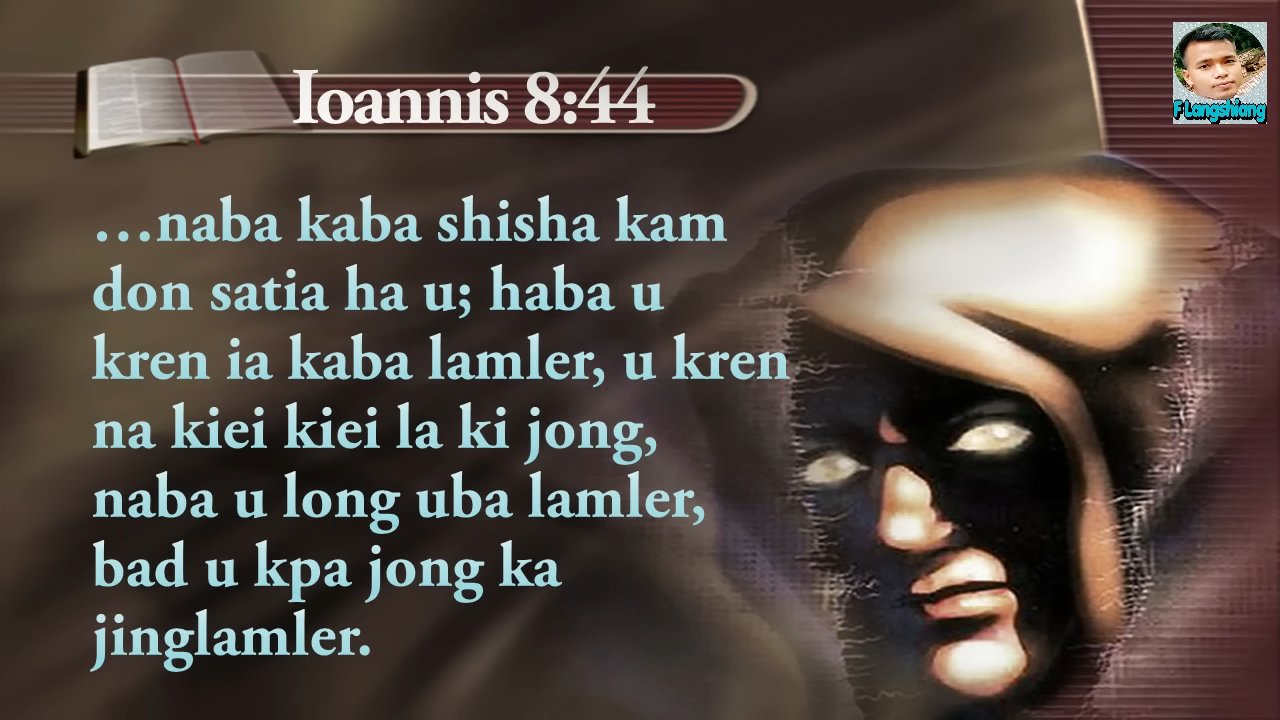 Ioannis 8:44
F Langshiang
…naba kaba shisha kam
don satia ha u; haba u
kren ia kaba lamler, u kren
na kiei kiei la ki jong,
naba u long uba lamler,
bad u kpa jong ka
jinglamler.